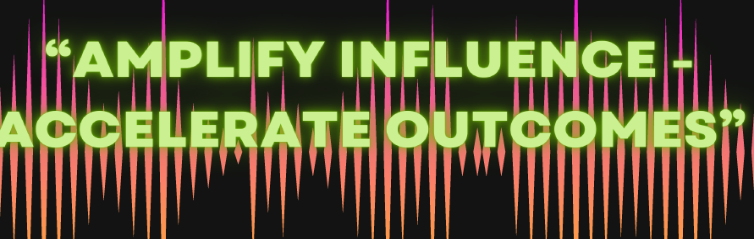 “AMPLIFY INFLUENCE -
ACCELERATE OUTCOMES”